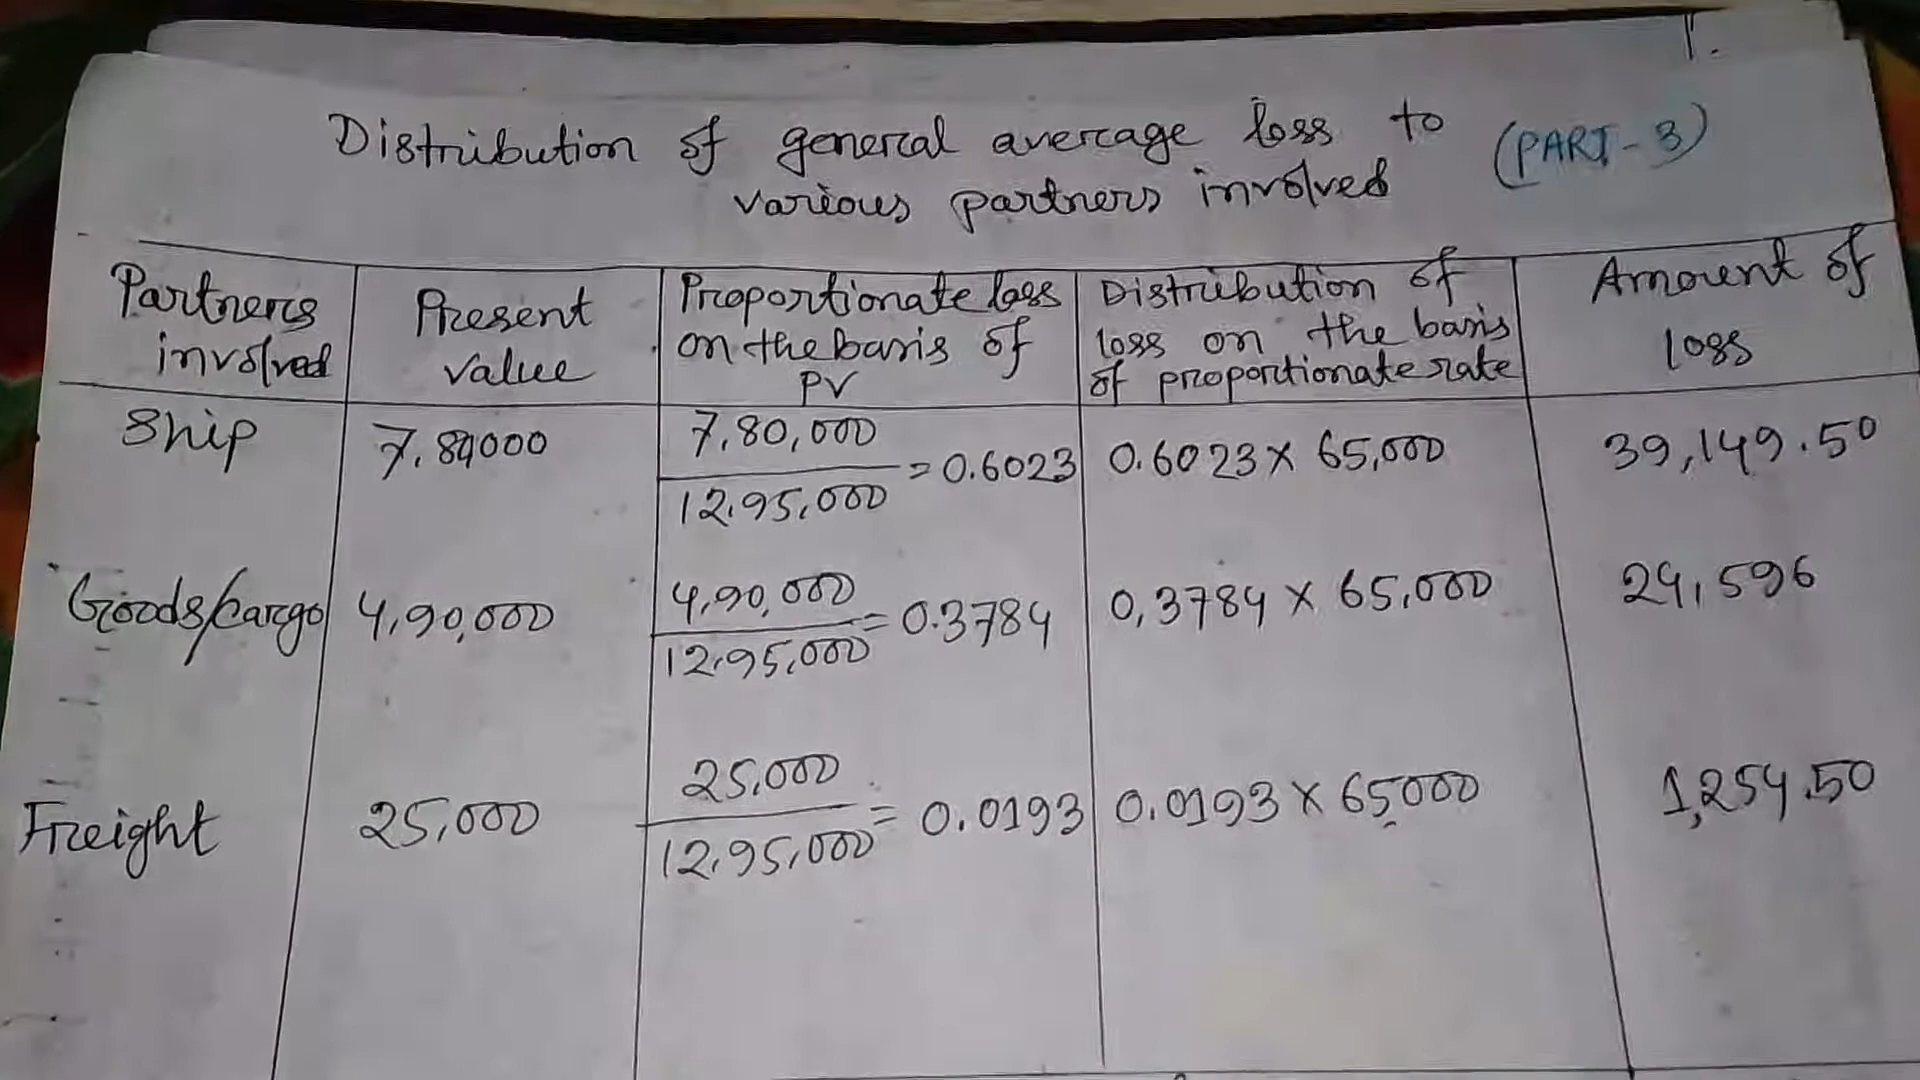 Distribution of general average loss to
various partners involved (PART-3)
Partners involved | Present value | Proportionate loss on the basis of PV | Distribution of loss on the basis of proportionate rate | Amount of loss
Ship | 7,80,000 | 7,80,000 / 12,95,000 = 0.6023 | 0.6023 × 65,000 | 39,149.50
Goods/cargo | 4,90,000 | 4,90,000 / 12,95,000 = 0.3784 | 0,3784 × 65,000 | 24,596
Freight | 25,000 | 25,000 / 12,95,000 = 0.0193 | 0.0193 × 65000 | 1,254.50